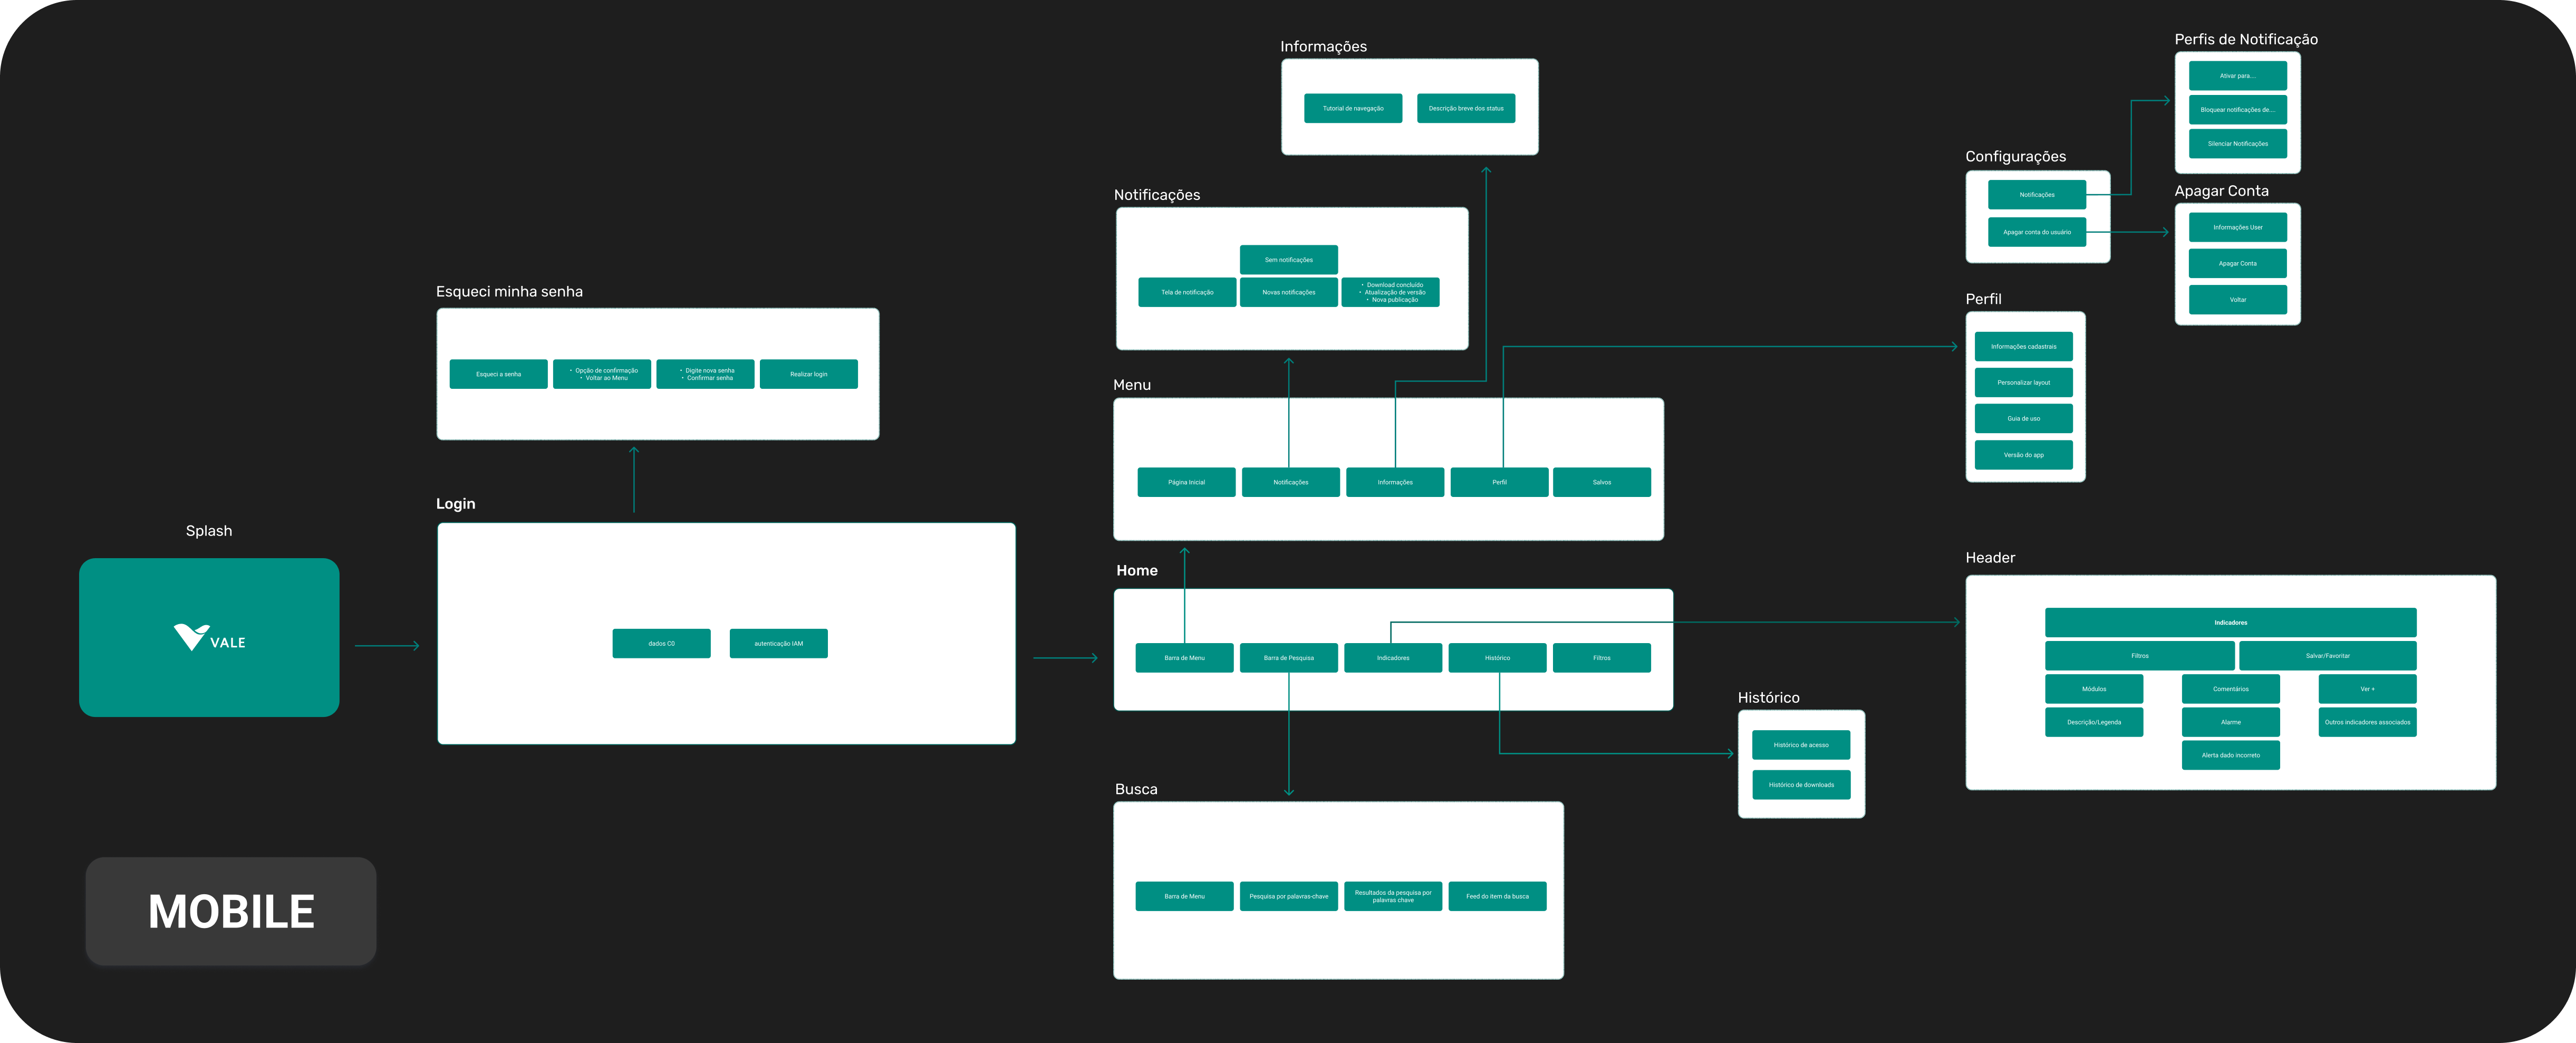 Splash
VALE
MOBILE
Esqueci minha senha
Esqueci a senha
• Opção de confirmação
• Voltar ao Menu
• Digite nova senha
• Confirmar senha
Realizar login
Login
dados C0
autenticação IAM
Informações
Tutorial de navegação
Descrição breve dos status
Notificações
Sem notificações
Tela de notificação
Novas notificações
• Download concluído
• Atualização de versão
• Nova publicação
Menu
Página Inicial
Notificações
Informações
Perfil
Salvos
Home
Barra de Menu
Barra de Pesquisa
Indicadores
Histórico
Filtros
Busca
Barra de Menu
Pesquisa por palavras-chave
Resultados da pesquisa por
palavras chave
Feed do item da busca
Histórico
Histórico de acesso
Histórico de downloads
Configurações
Notificações
Apagar conta do usuário
Perfis de Notificação
Ativar para....
Bloquear notificações de....
Silenciar Notificações
Apagar Conta
Informações User
Apagar Conta
Voltar
Perfil
Informações cadastrais
Personalizar layout
Guia de uso
Versão do app
Header
Indicadores
Filtros
Salvar/Favoritar
Módulos
Comentários
Ver +
Descrição/Legenda
Alarme
Outros indicadores associados
Alerta dado incorreto